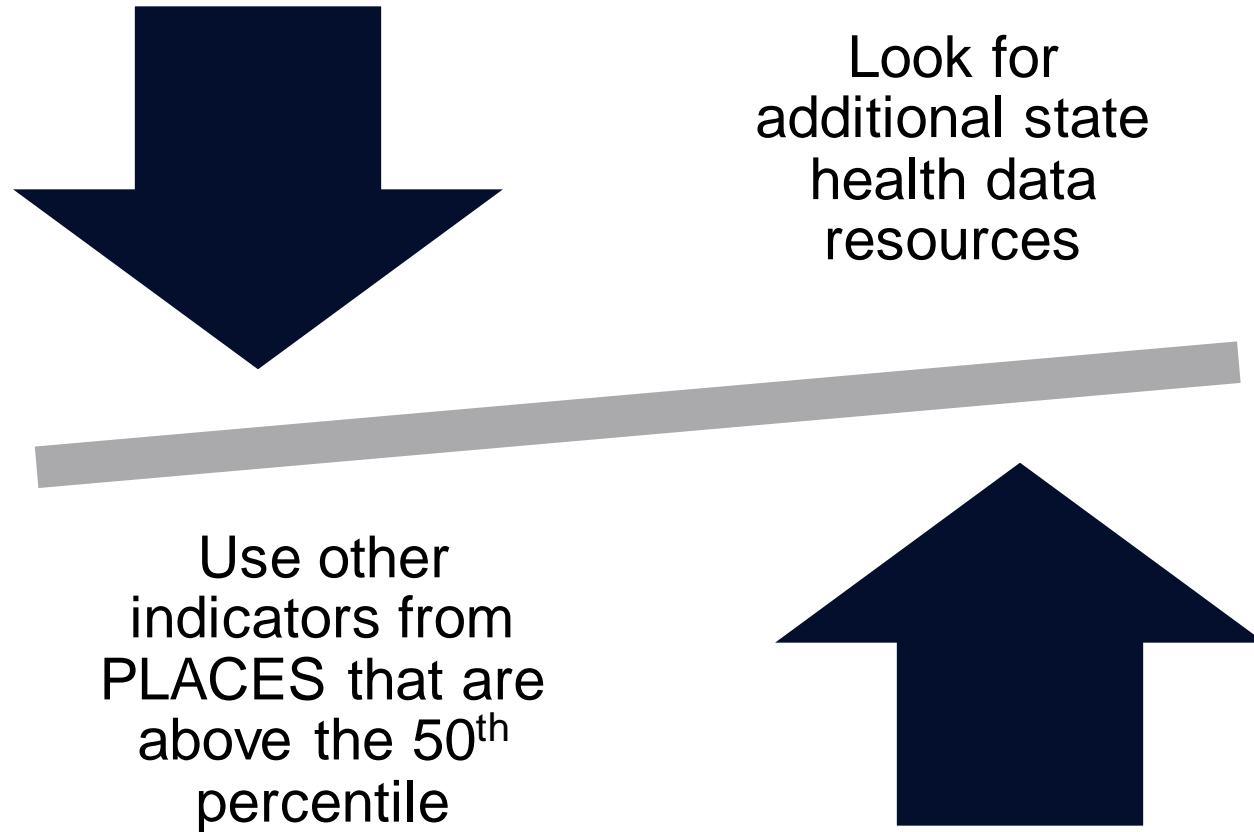 Look for
additional state
health data
resources
Use other
indicators from
PLACES that are
above the 50th
percentile